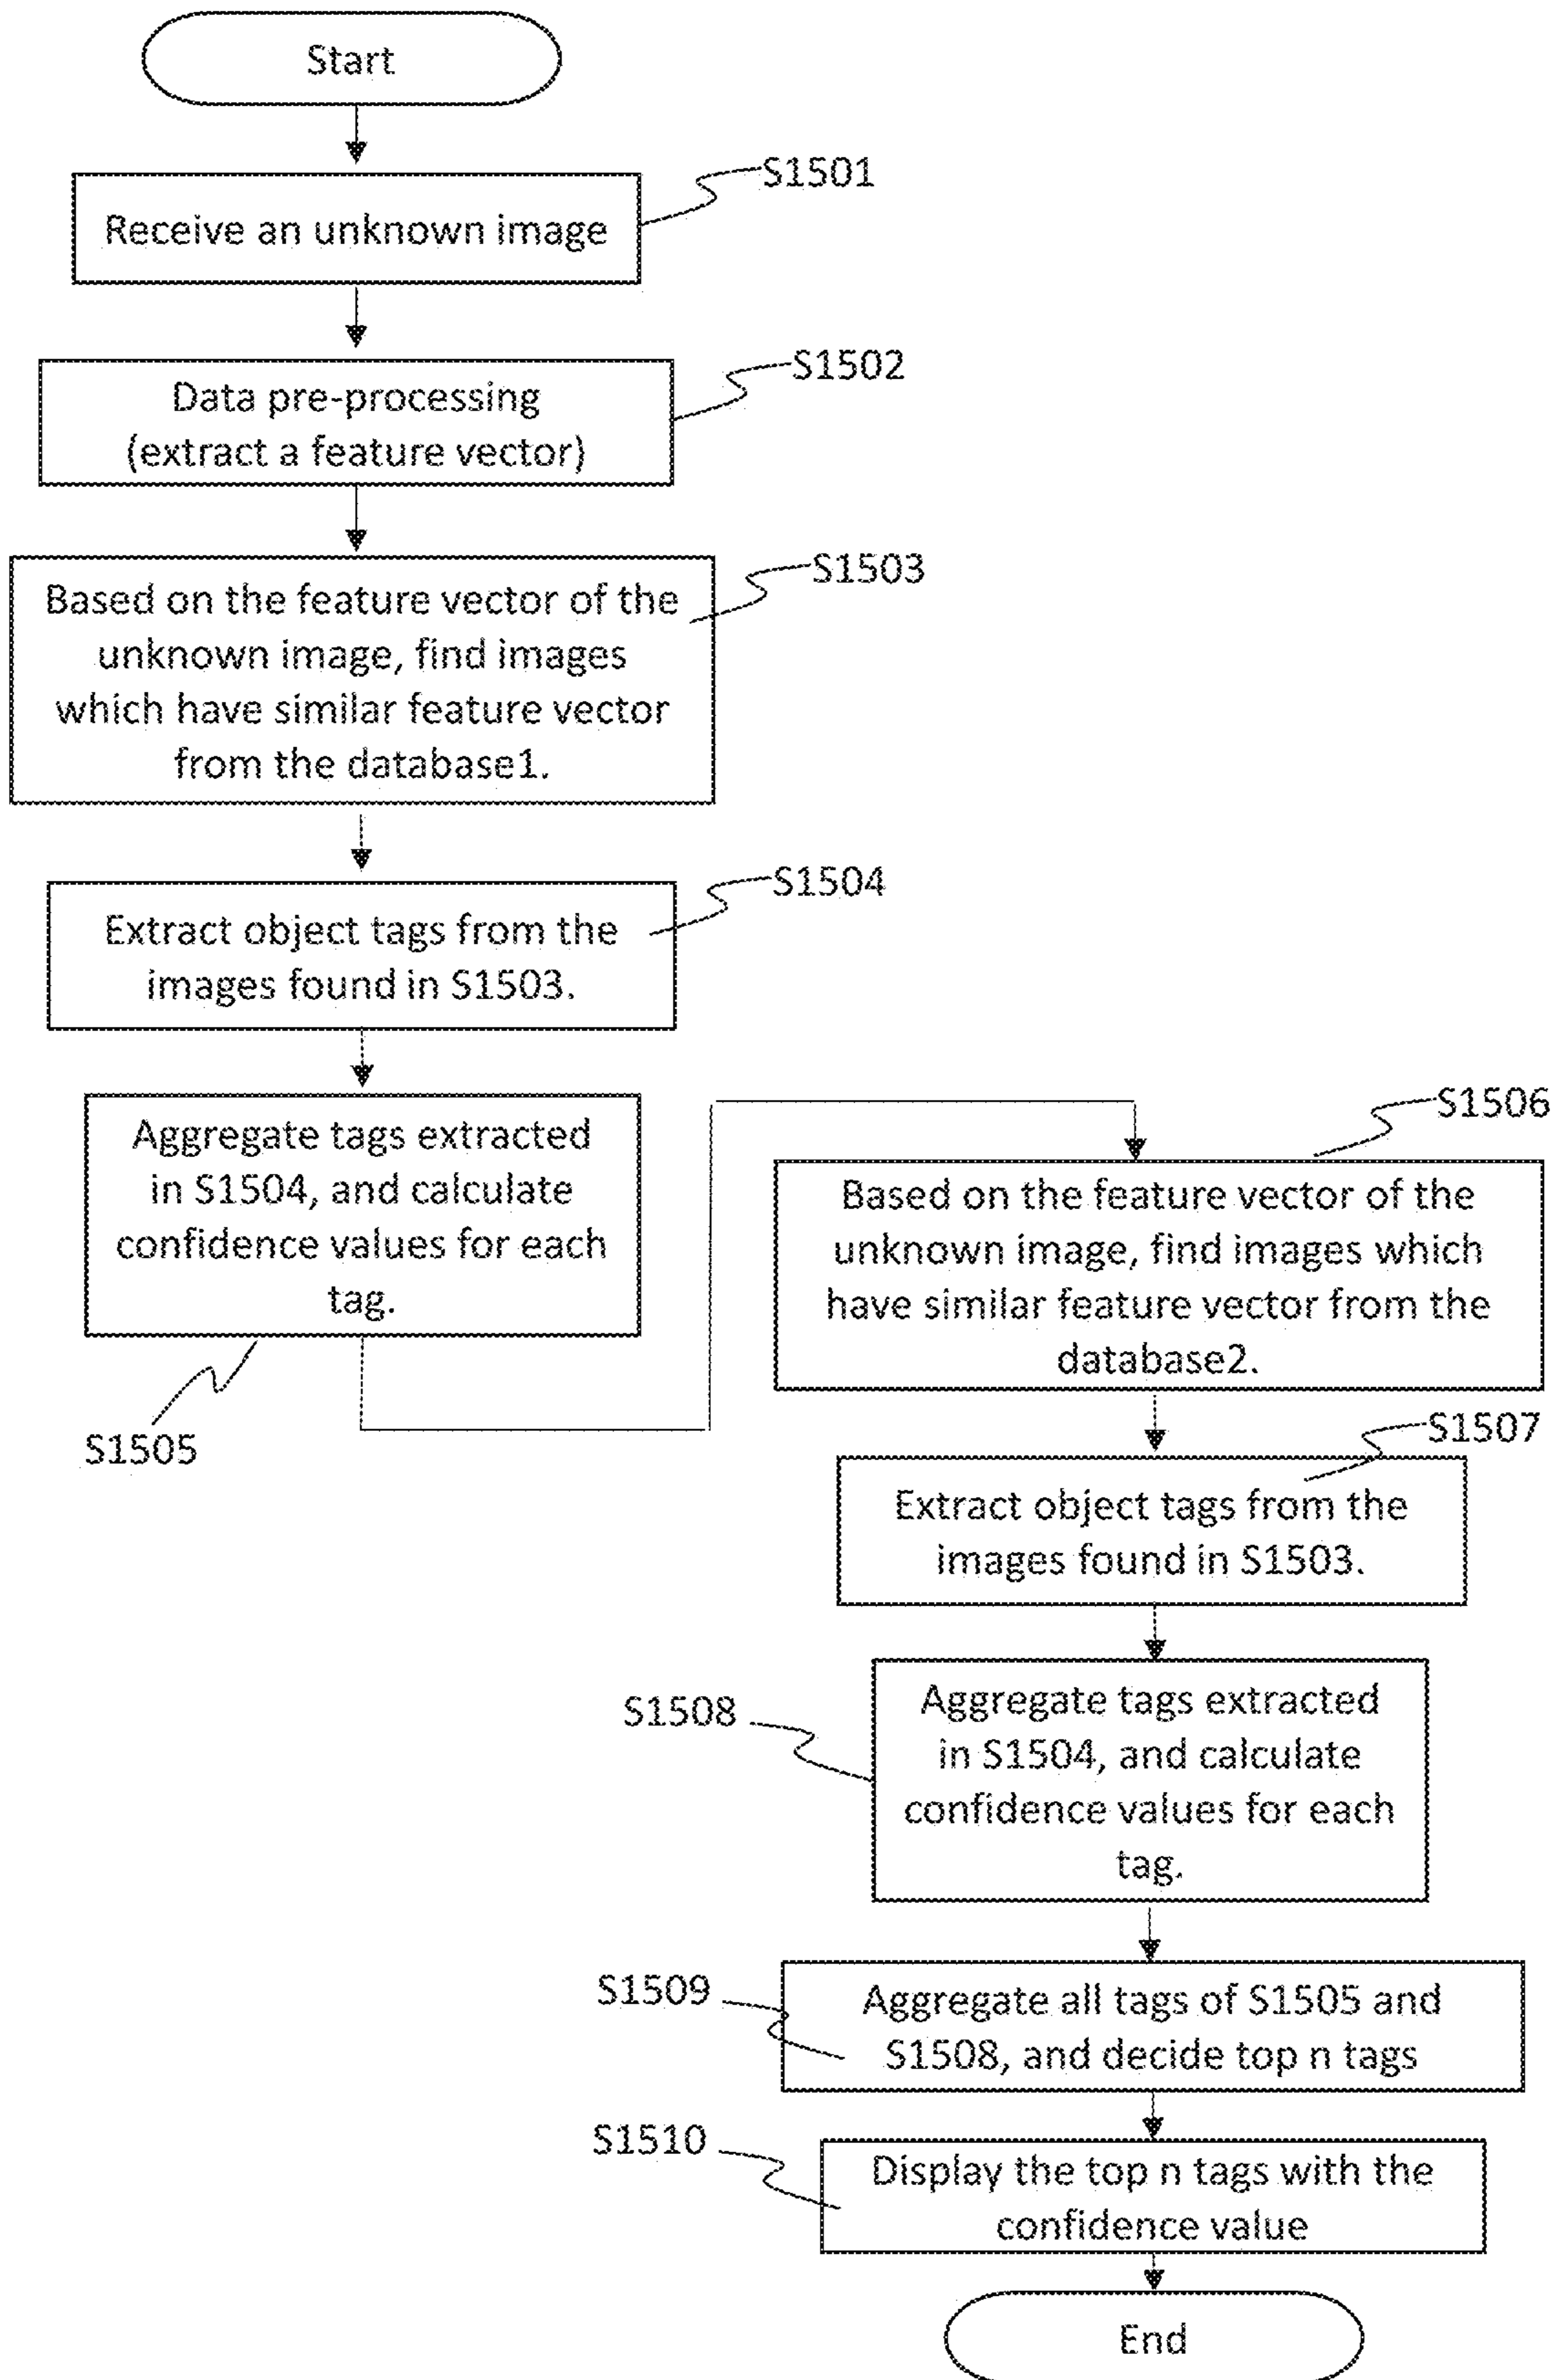 Start
S1501
Receive an unknown image
S1502
Data pre-processing
(extract a feature vector)
S1503
Based on the feature vector of the
unknown image, find images
which have similar feature vector
from the database1.
S1504
Extract object tags from the
images found in S1503.
Aggregate tags extracted
in S1504, and calculate
confidence values for each
tag.
S1505
S1506
Based on the feature vector of the
unknown image, find images which
have similar feature vector from the
database2.
S1507
Extract object tags from the
images found in S1503.
S1508
Aggregate tags extracted
in S1504, and calculate
confidence values for each
tag.
S1509
Aggregate all tags of S1505 and
S1508, and decide top n tags
S1510
Display the top n tags with the
confidence value
End